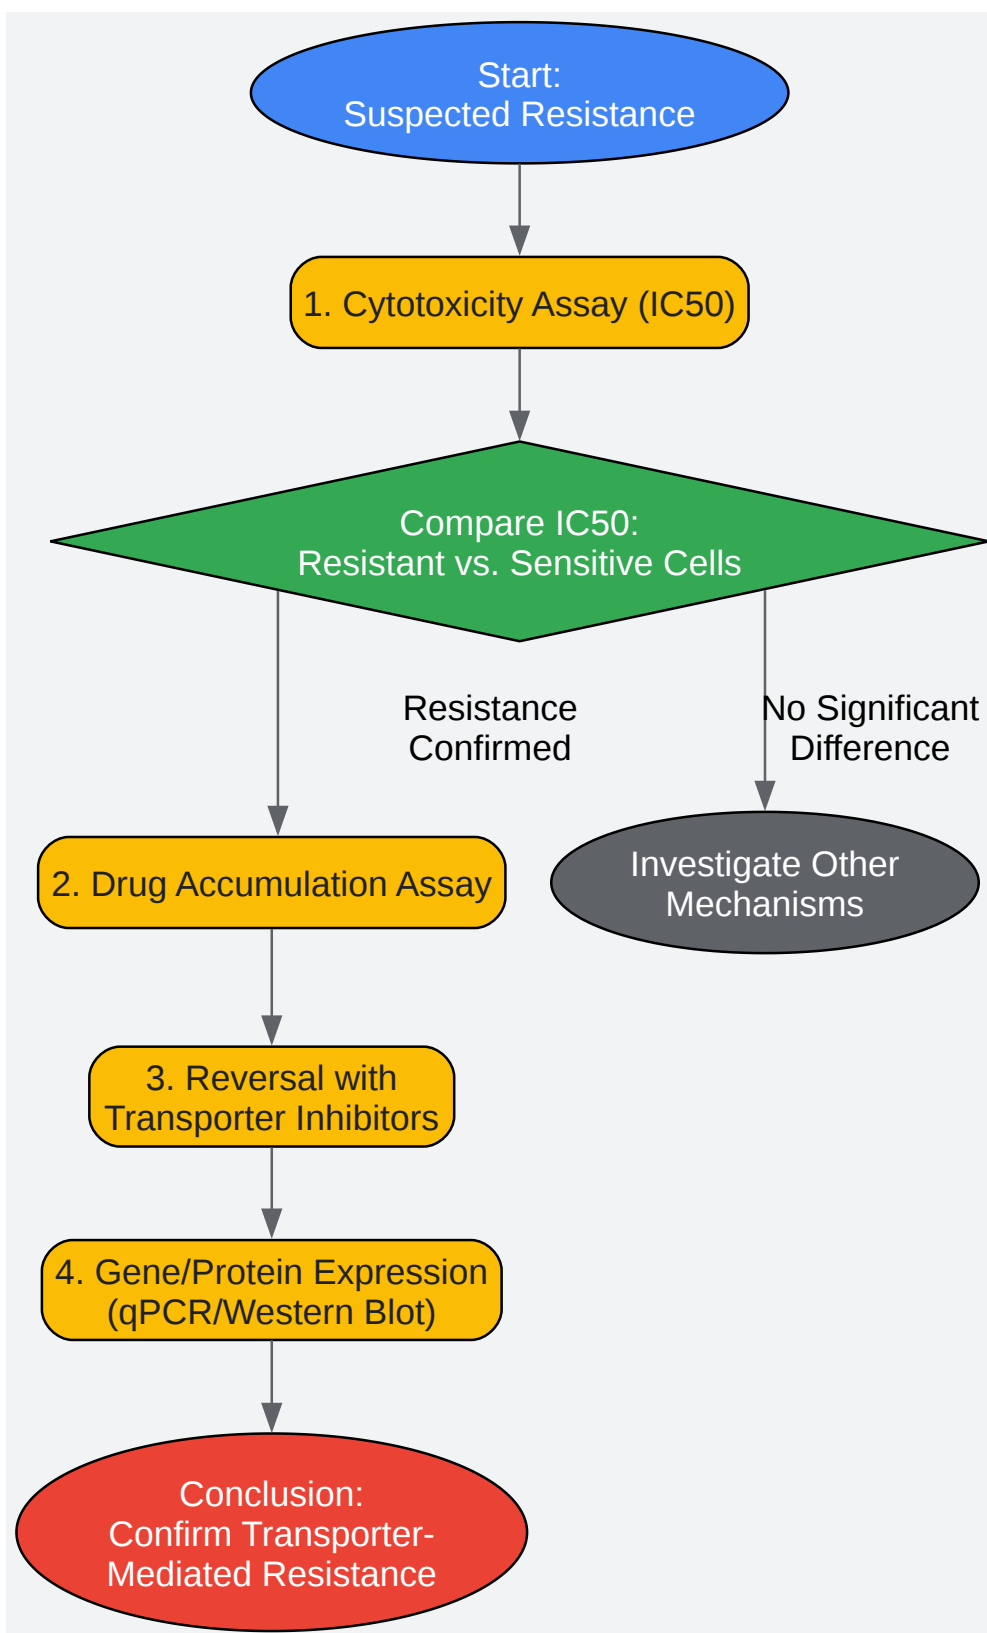 Start:
Suspected Resistance
1. Cytotoxicity Assay (IC50)
Compare IC50:
Resistant vs. Sensitive Cells
Resistance
Confirmed
No Significant
Difference
2. Drug Accumulation Assay
Investigate Other
Mechanisms
3. Reversal with
Transporter Inhibitors
4. Gene/Protein Expression
(qPCR/Western Blot)
Conclusion:
Confirm Transporter-
Mediated Resistance